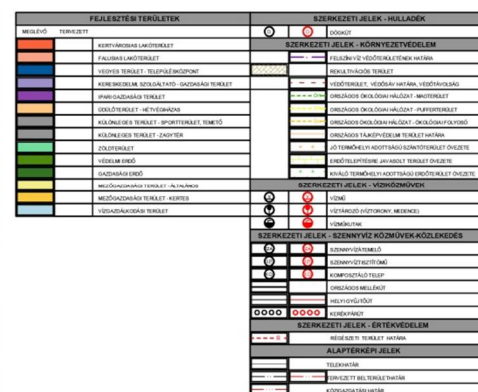 FEJLESZTÉSI TERÜLETEK
MEGLÉVŐ TERVEZETT
KERTVÁROSIAS LAKÓTERÜLET
FALUSIAS LAKÓTERÜLET
VEGYES TERÜLET - TELEPÜLÉSKÖZPONT
KERESKEDELMI, SZOLGÁLTATÓ - GAZDASÁGI TERÜLET
IPARI GAZDASÁGI TERÜLET
ÜDÜLŐTERÜLET - HÉTVÉGIHÁZAS
KÜLÖNLEGES TERÜLET - SPORTTERÜLET, TEMETŐ
KÜLÖNLEGES TERÜLET - ZAGYTÉR
ZÖLDTERÜLET
VÉDELMI ERDŐ
GAZDASÁGI ERDŐ
MEZŐGAZDASÁGI TERÜLET - ÁLTALÁNOS
MEZŐGAZDASÁGI TERÜLET - KERTES
VÍZGAZDÁLKODÁSI TERÜLET
SZERKEZETI JELEK - HULLADÉK
DÖGKÚT
SZERKEZETI JELEK - KÖRNYEZETVÉDELEM
FELSZÍNI VÍZ VÉDŐTERÜLETÉNEK HATÁRA
REKULTIVÁCIÓS TERÜLET
VÉDŐTERÜLET, VÉDŐSÁV HATÁRA, VÉDŐTÁVOLSÁG
ORSZÁGOS ÖKOLÓGIAI HÁLÓZAT - MAGTERÜLET
ORSZÁGOS ÖKOLÓGIAI HÁLÓZAT - PUFFERTERÜLET
ORSZÁGOS ÖKOLÓGIAI HÁLÓZAT - ÖKOLÓGIAI FOLYOSÓ
ORSZÁGOS TÁJKÉPVÉDELMI TERÜLET HATÁRA
JÓ TERMŐHELYI ADOTTSÁGÚ SZÁNTÓTERÜLET ÖVEZETE
ERDŐTELEPÍTÉSRE JAVASOLT TERÜLET ÖVEZETE
KIVÁLÓ TERMŐHELYI ADOTTSÁGÚ ERDŐTERÜLET ÖVEZETE
SZERKEZETI JELEK - VÍZIKÖZMŰVEK
VÍZMŰ
VÍZTÁROZÓ (VÍZTORONY, MEDENCE)
VÍZMŰKUTAK
SZERKEZETI JELEK - SZENNYVÍZ KÖZMŰVEK-KÖZLEKEDÉS
SZENNYVÍZÁTEMELŐ
SZENNYVÍZTISZTÍTÓMŰ
KOMPOSZTÁLÓ TELEP
ORSZÁGOS MELLÉKÚT
HELYI GYŰJTŐÚT
KERÉKPÁRÚT
SZERKEZETI JELEK - ÉRTÉKVÉDELEM
RÉGÉSZETI TERÜLET HATÁRA
ALAPTÉRKÉPI JELEK
TELEKHATÁR
TERVEZETT BELTERÜLETHATÁR
KÖZIGAZGATÁSI HATÁR